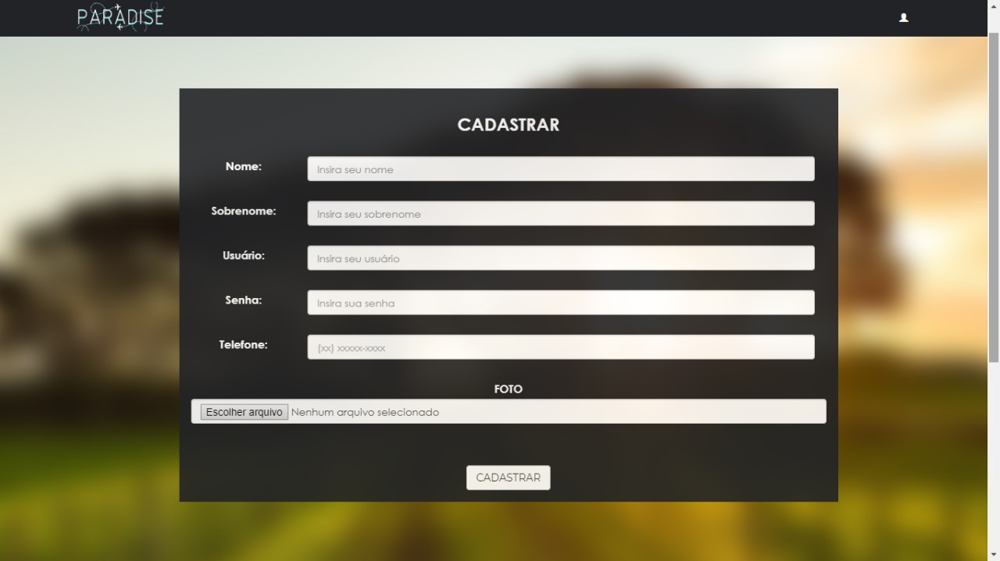 PARADISE
CADASTRAR
Nome: Insira seu nome
Sobrenome: Insira seu sobrenome
Usuário: Insira seu usuário
Senha: Insira sua senha
Telefone: (xx) xxxxx-xxxx
FOTO
Escolher arquivo Nenhum arquivo selecionado
CADASTRAR